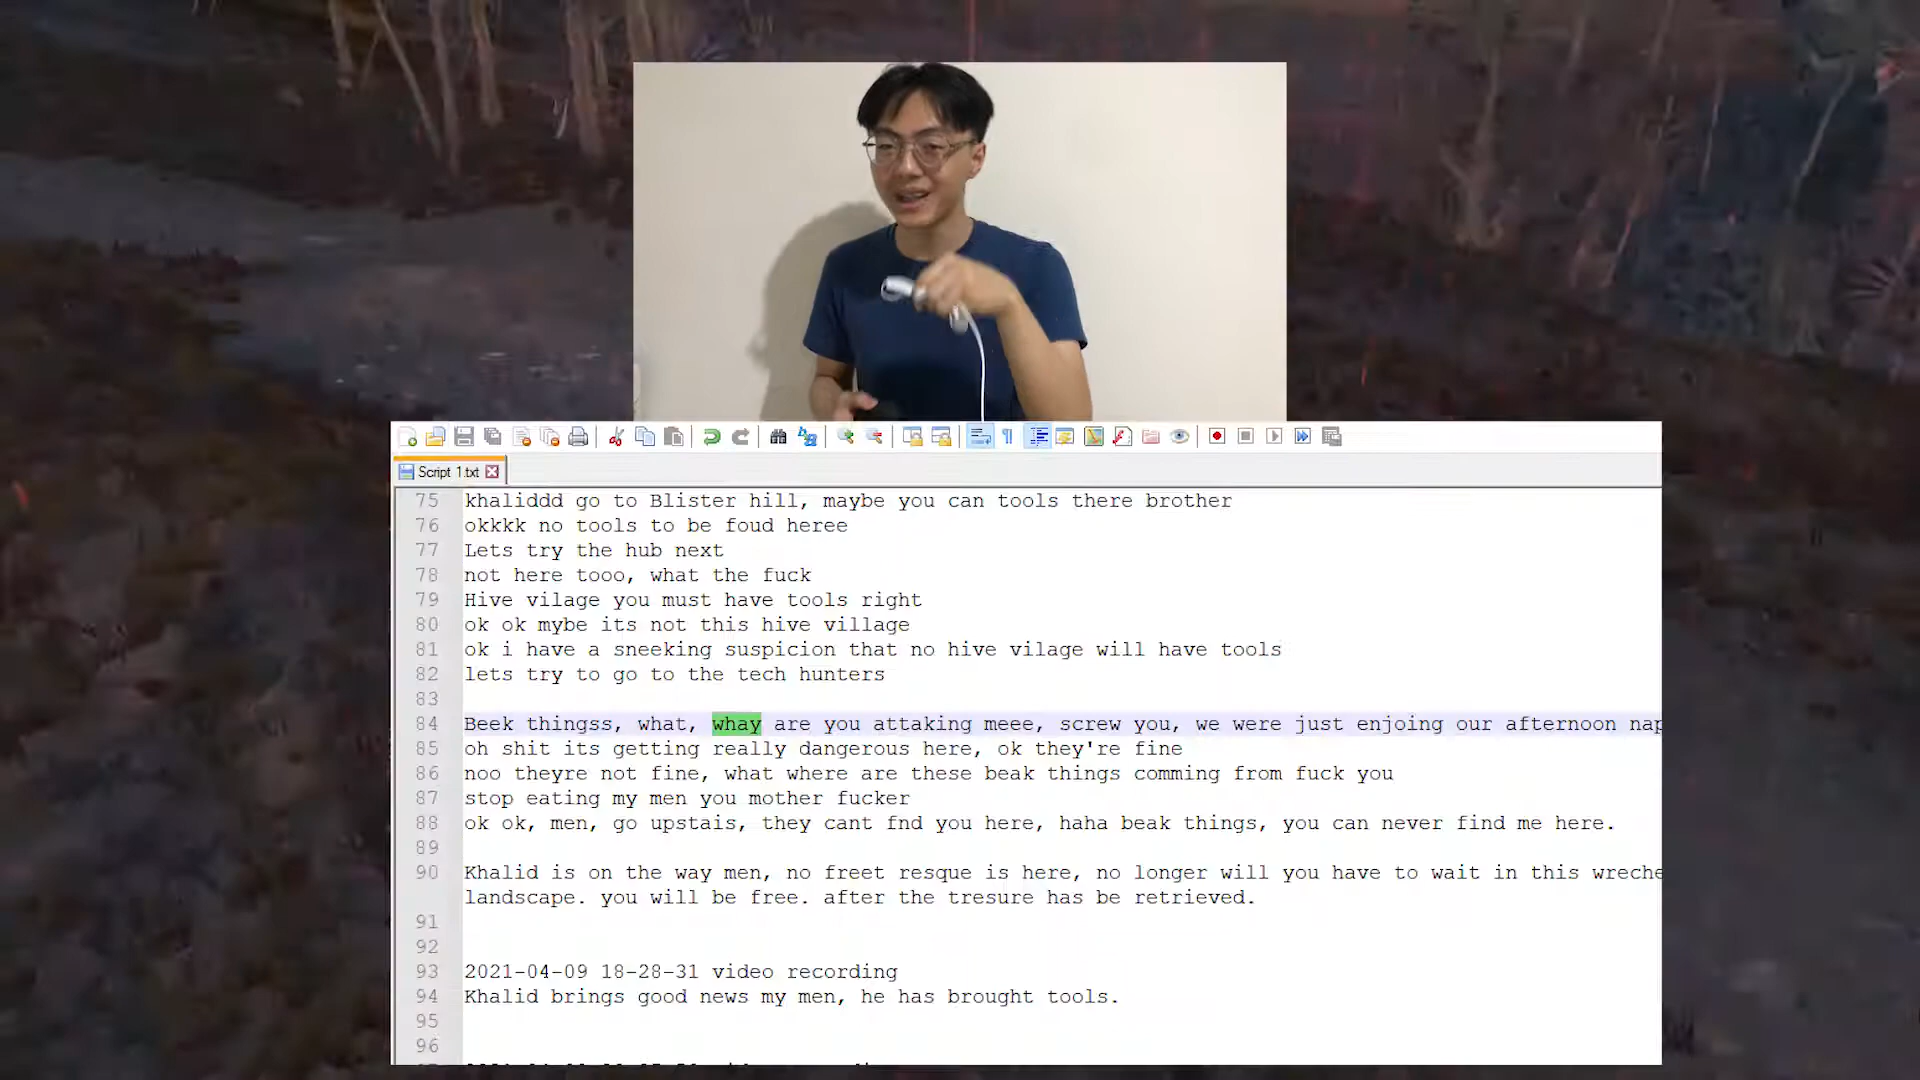 Script 1.txt
75 khaliddd go to Blister hill, maybe you can tools there brother
76 okkkk no tools to be foud heree
77 Lets try the hub next
78 not here tooo, what the fuck
79 Hive vilage you must have tools right
80 ok ok mybe its not this hive village
81 ok i have a sneeking suspicion that no hive vilage will have tools
82 lets try to go to the tech hunters
83
84 Beek thingss, what, whay are you attaking meee, screw you, we were just enjoing our afternoon nap
85 oh shit its getting really dangerous here, ok they're fine
86 noo theyre not fine, what where are these beak things comming from fuck you
87 stop eating my men you mother fucker
88 ok ok, men, go upstais, they cant fnd you here, haha beak things, you can never find me here.
89
90 Khalid is on the way men, no freet resque is here, no longer will you have to wait in this wreche
landscape. you will be free. after the tresure has be retrieved.
91
92
93 2021-04-09 18-28-31 video recording
94 Khalid brings good news my men, he has brought tools.
95
96